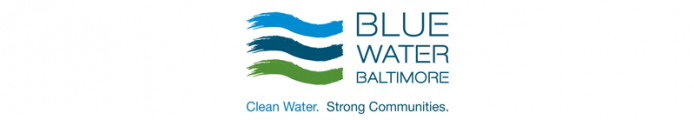 BLUE
WATER
BALTIMORE
Clean Water. Strong Communities.